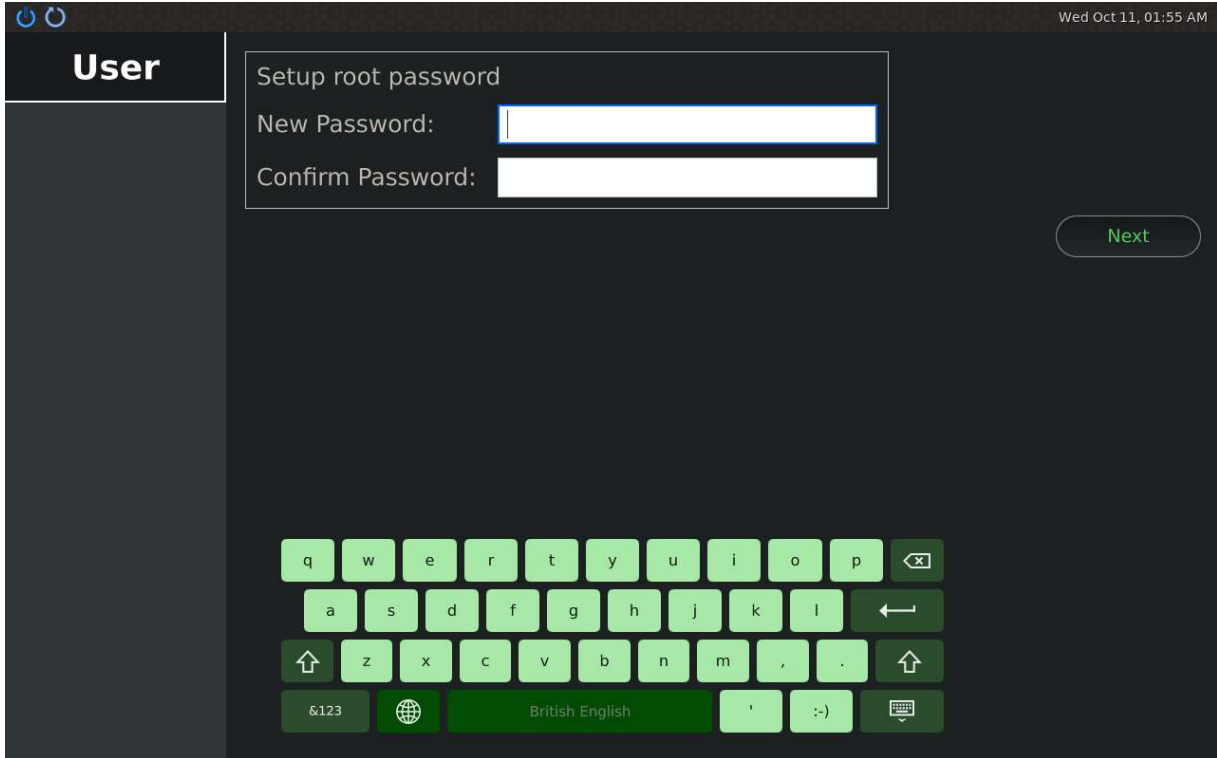 Wed Oct 11, 01:55 AM
User
Setup root password
New Password:
Confirm Password:
Next
q w e r t y u i o p
a s d f g h j k l
z x c v b n m , .
&123 British English ' :-)